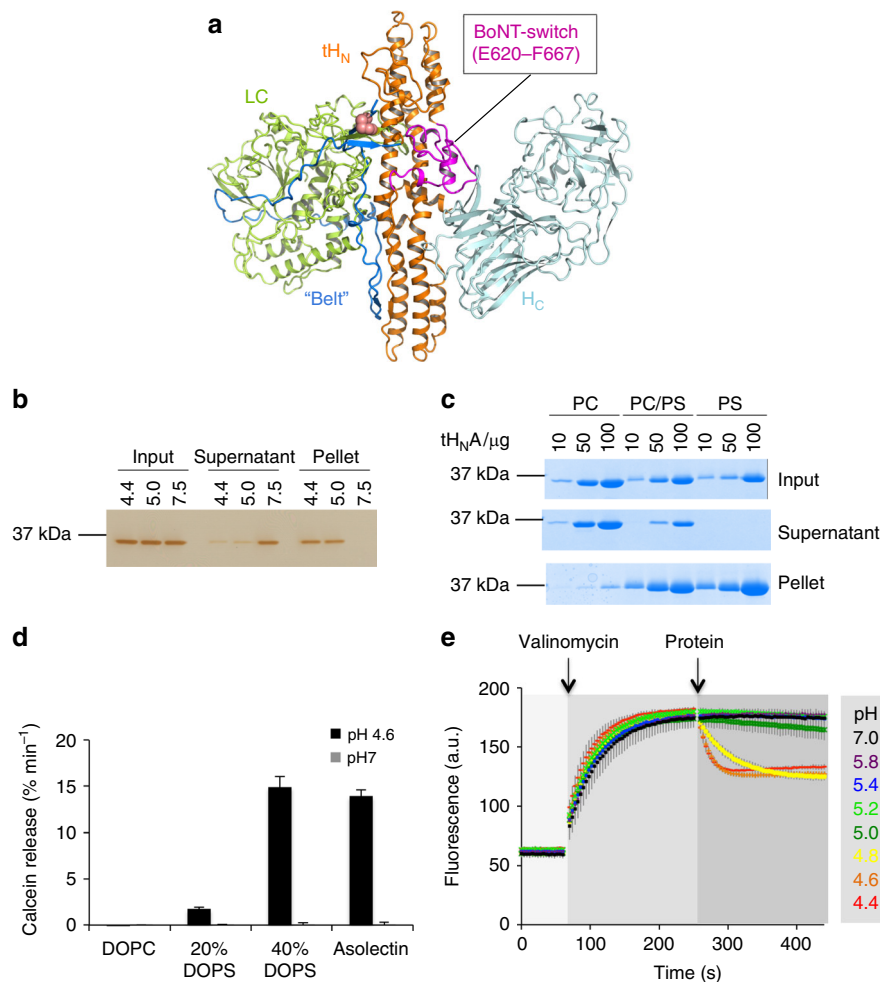 a
tH_N
BoNT-switch
(E620–F667)
LC
"Belt"
H_C
b
Input Supernatant Pellet
4.4 5.0 7.5 4.4 5.0 7.5 4.4 5.0 7.5
37 kDa
c
PC PC/PS PS
tH_NA/μg 10 50 100 10 50 100 10 50 100
37 kDa Input
37 kDa Supernatant
37 kDa Pellet
d
Calcein release (% min⁻¹)
20
15
10
5
0
pH 4.6
pH7
DOPC 20% DOPS 40% DOPS Asolectin
e
Valinomycin Protein
Fluorescence (a.u.)
200
150
100
50
0
0 100 200 300 400
Time (s)
pH
7.0
5.8
5.4
5.2
5.0
4.8
4.6
4.4